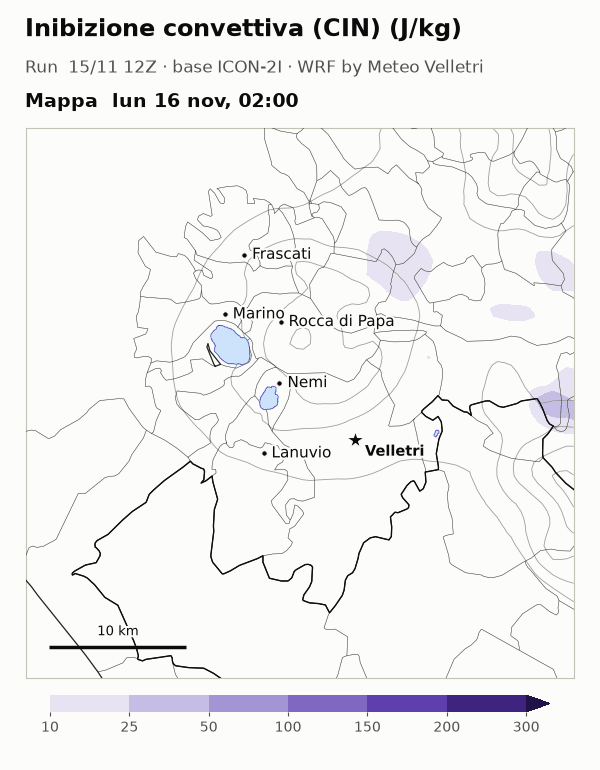 Inibizione convettiva (CIN) (J/kg)
Run  15/11 12Z · base ICON-2I · WRF by Meteo Velletri
Mappa  lun 16 nov, 02:00
Frascati
Marino
Rocca di Papa
Nemi
Velletri
Lanuvio
10 km
10 25 50 100 150 200 300